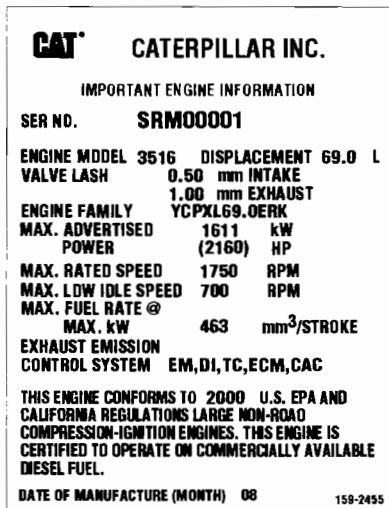 CAT CATERPILLAR INC.
IMPORTANT ENGINE INFORMATION
SER NO. SRM00001
ENGINE MODEL 3516 DISPLACEMENT 69.0 L
VALVE LASH 0.50 mm INTAKE
1.00 mm EXHAUST
ENGINE FAMILY YCPXL69.0ERK
MAX. ADVERTISED 1611 kW
POWER (2160) HP
MAX. RATED SPEED 1750 RPM
MAX. LOW IDLE SPEED 700 RPM
MAX. FUEL RATE @
MAX. kW 463 mm³/STROKE
EXHAUST EMISSION
CONTROL SYSTEM EM,DI,TC,ECM,CAC
THIS ENGINE CONFORMS TO 2000 U.S. EPA AND
CALIFORNIA REGULATIONS LARGE NON-ROAD
COMPRESSION-IGNITION ENGINES. THIS ENGINE IS
CERTIFIED TO OPERATE ON COMMERCIALLY AVAILABLE
DIESEL FUEL.
DATE OF MANUFACTURE (MONTH) 08 159-2455